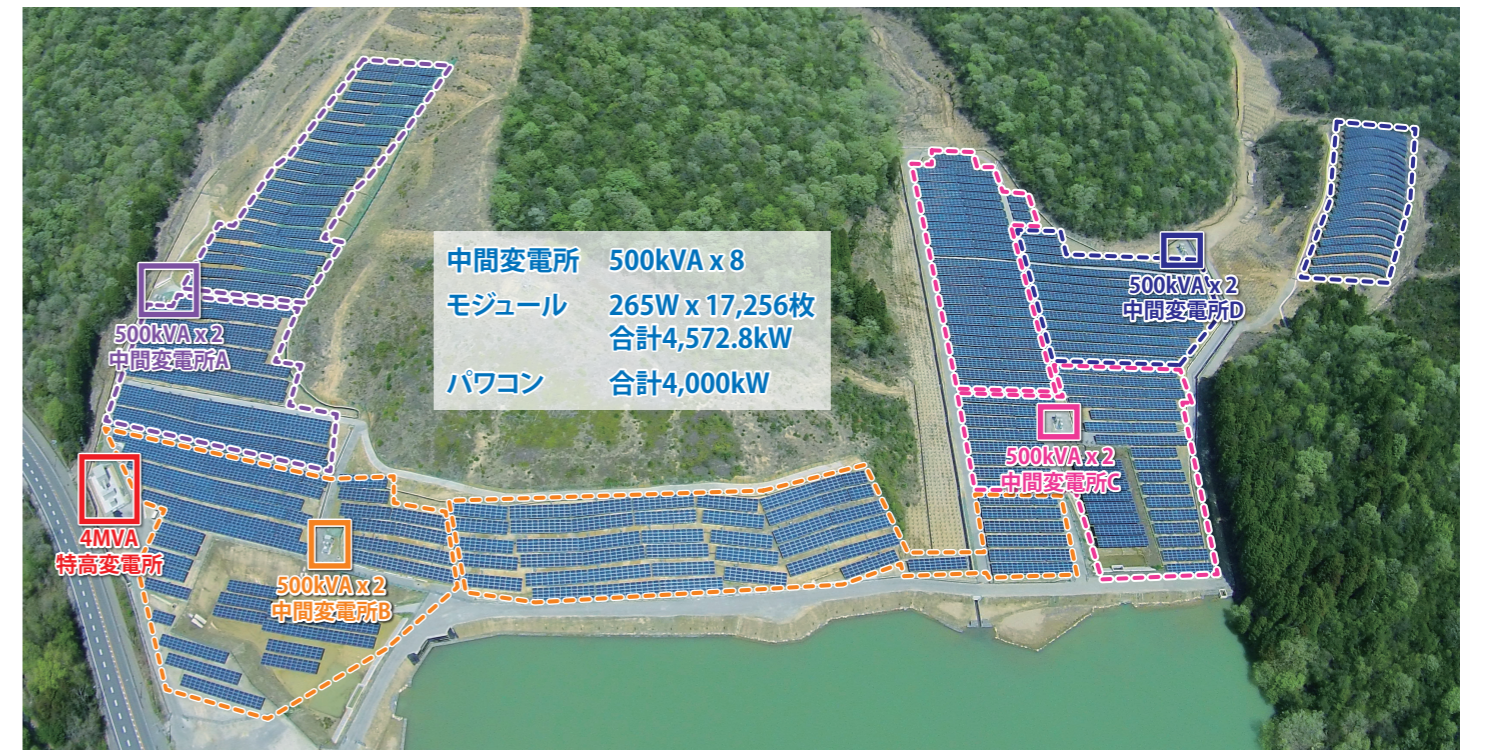 中間変電所 500kVA x 8
モジュール 265W x 17,256枚
合計4,572.8kW
パワコン 合計4,000kW
500kVA x 2
中間変電所A
4MVA
特高変電所
500kVA x 2
中間変電所B
500kVA x 2
中間変電所C
500kVA x 2
中間変電所D